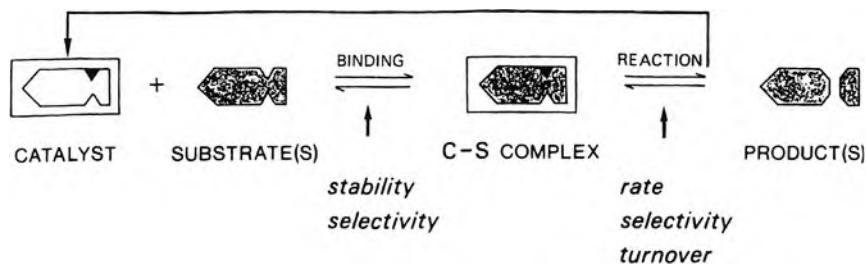 BINDING
REACTION
+
CATALYST
SUBSTRATE(S)
C-S COMPLEX
PRODUCT(S)
stability
selectivity
rate
selectivity
turnover